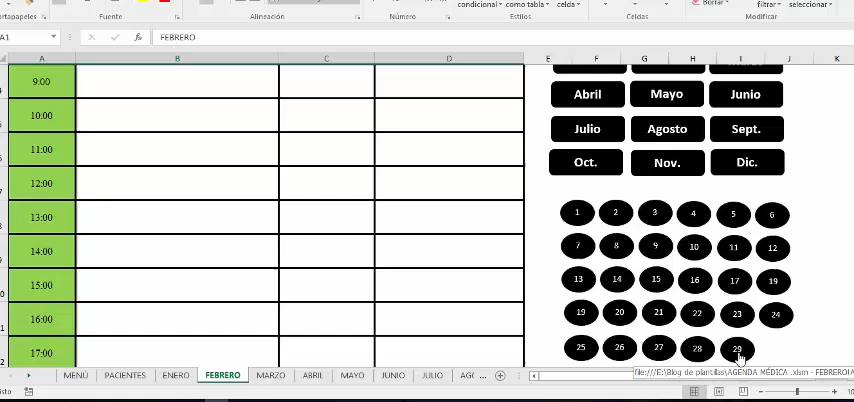 ortapapeles
Fuente
Alineación
Número
condicional como tabla celda
Estilos
Celdas
Borrar
filtrar seleccionar
Modificar
A1
FEBRERO
A B C D E F G H I J K
9:00
10:00
11:00
12:00
13:00
14:00
15:00
16:00
17:00
Abril Mayo Junio
Julio Agosto Sept.
Oct. Nov. Dic.
1 2 3 4 5 6
7 8 9 10 11 12
13 14 15 16 17 19
19 20 21 22 23 24
25 26 27 28 29
MENÚ PACIENTES ENERO FEBRERO MARZO ABRIL MAYO JUNIO JULIO AGO ...
file:///E:\Blog de plantillas\AGENDA MÉDICA .xlsm - FEBRERO!A
isto
10